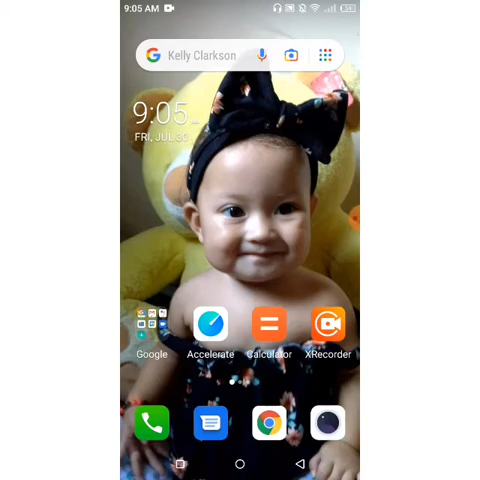 9:05 AM
Kelly Clarkson
9:05
FRI, JUL 30
Google
Accelerate
Calculator
XRecorder